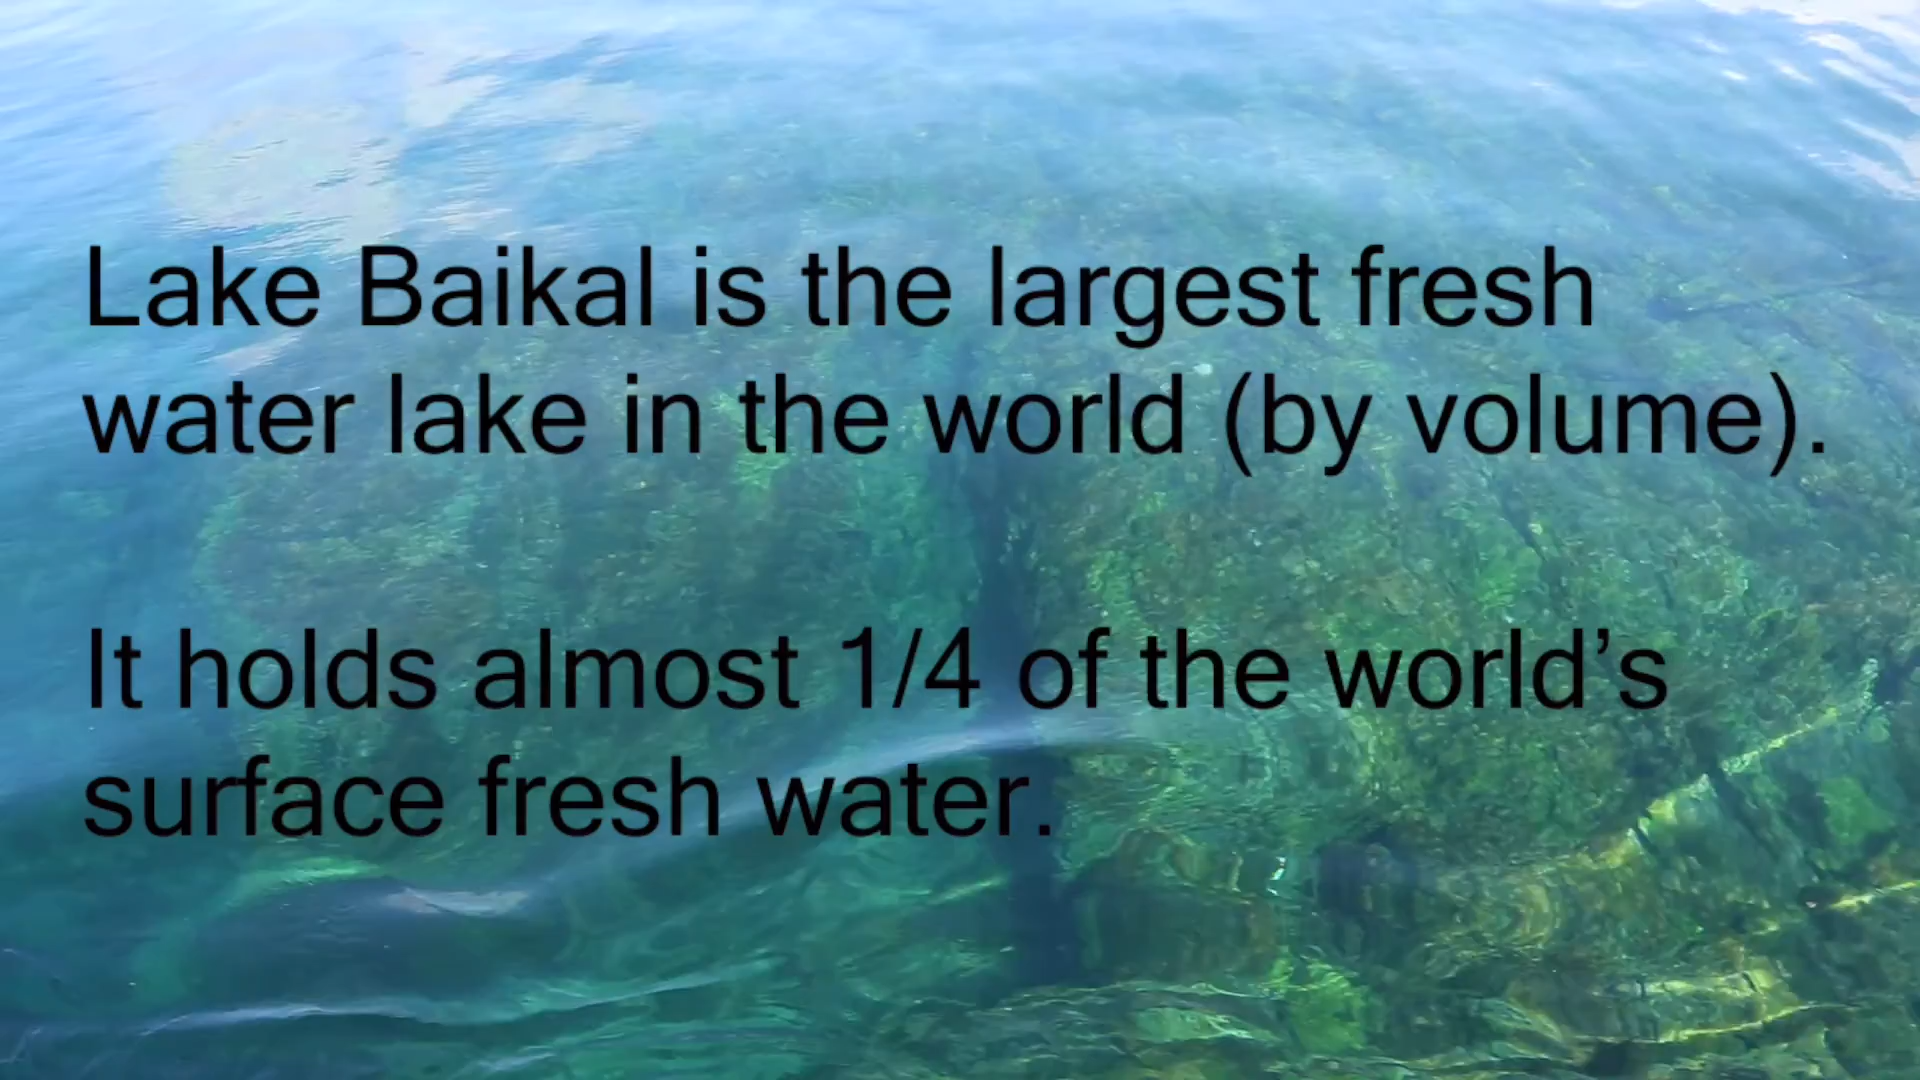 Lake Baikal is the largest fresh
water lake in the world (by volume).
It holds almost 1/4 of the world’s
surface fresh water.